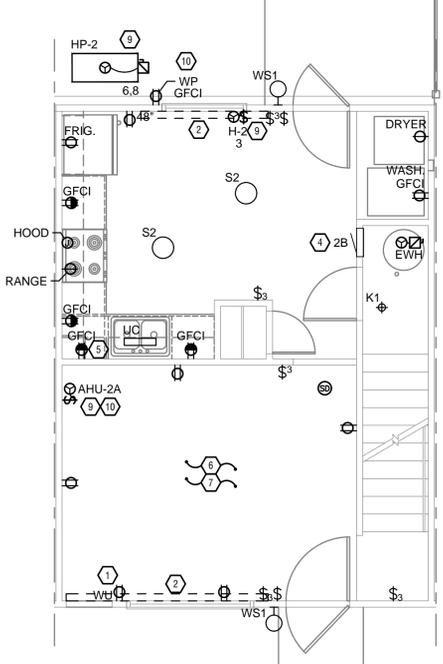 HP-2
9
10
6,8
WP
GFCI
WS1
48"
2
H-2
3
9
$3
$
FRIG.
DRYER
WASH.
GFCI
GFCI
S2
S2
HOOD
RANGE
4
2B
EWH
K1
GFCI
$3
GFCI
5
UC
GFCI
$3
AHU-2A
$
9
10
SD
6
7
1
WU
2
$3
$
WS1
$3